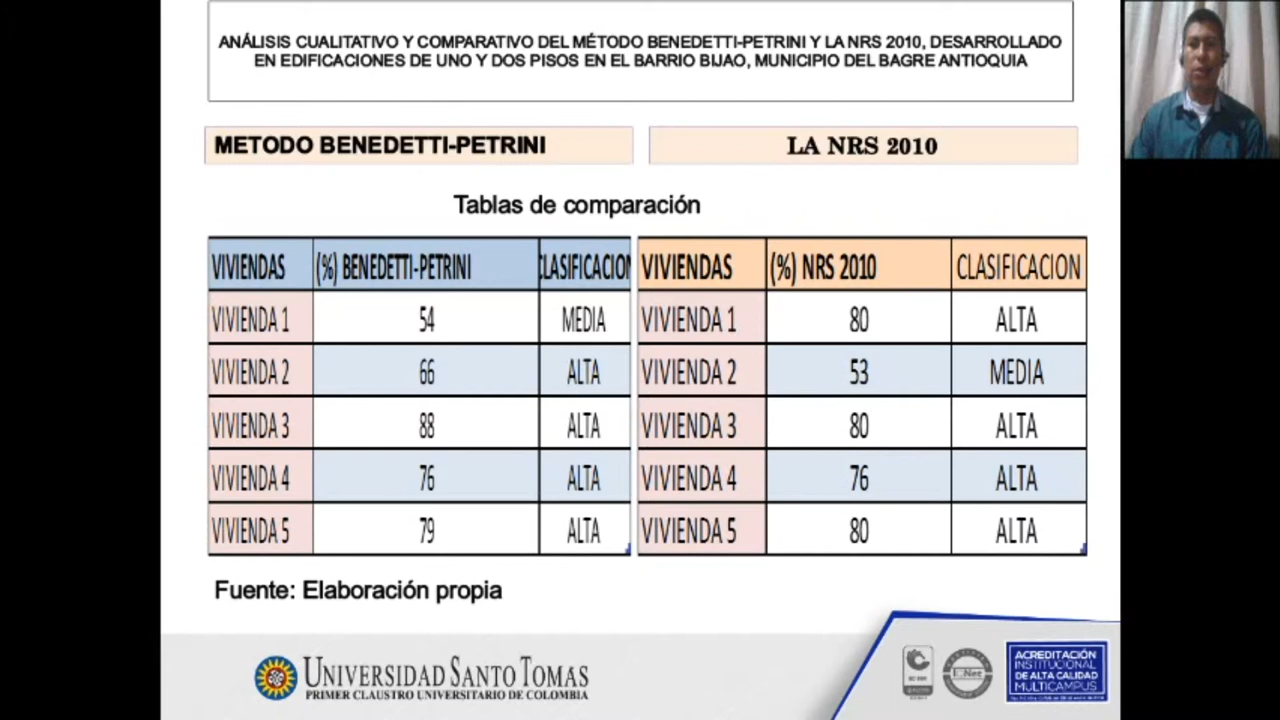 ANÁLISIS CUALITATIVO Y COMPARATIVO DEL MÉTODO BENEDETTI-PETRINI Y LA NRS 2010, DESARROLLADO
EN EDIFICACIONES DE UNO Y DOS PISOS EN EL BARRIO BIJAO, MUNICIPIO DEL BAGRE ANTIOQUIA
METODO BENEDETTI-PETRINI
LA NRS 2010
Tablas de comparación
VIVIENDAS (%) BENEDETTI-PETRINI CLASIFICACION
VIVIENDA 1 54 MEDIA
VIVIENDA 2 66 ALTA
VIVIENDA 3 88 ALTA
VIVIENDA 4 76 ALTA
VIVIENDA 5 79 ALTA
VIVIENDAS (%) NRS 2010 CLASIFICACION
VIVIENDA 1 80 ALTA
VIVIENDA 2 53 MEDIA
VIVIENDA 3 80 ALTA
VIVIENDA 4 76 ALTA
VIVIENDA 5 80 ALTA
Fuente: Elaboración propia
UNIVERSIDAD SANTO TOMAS
PRIMER CLAUSTRO UNIVERSITARIO DE COLOMBIA
ACREDITACIÓN
INSTITUCIONAL
DE ALTA CALIDAD
MULTICAMPUS